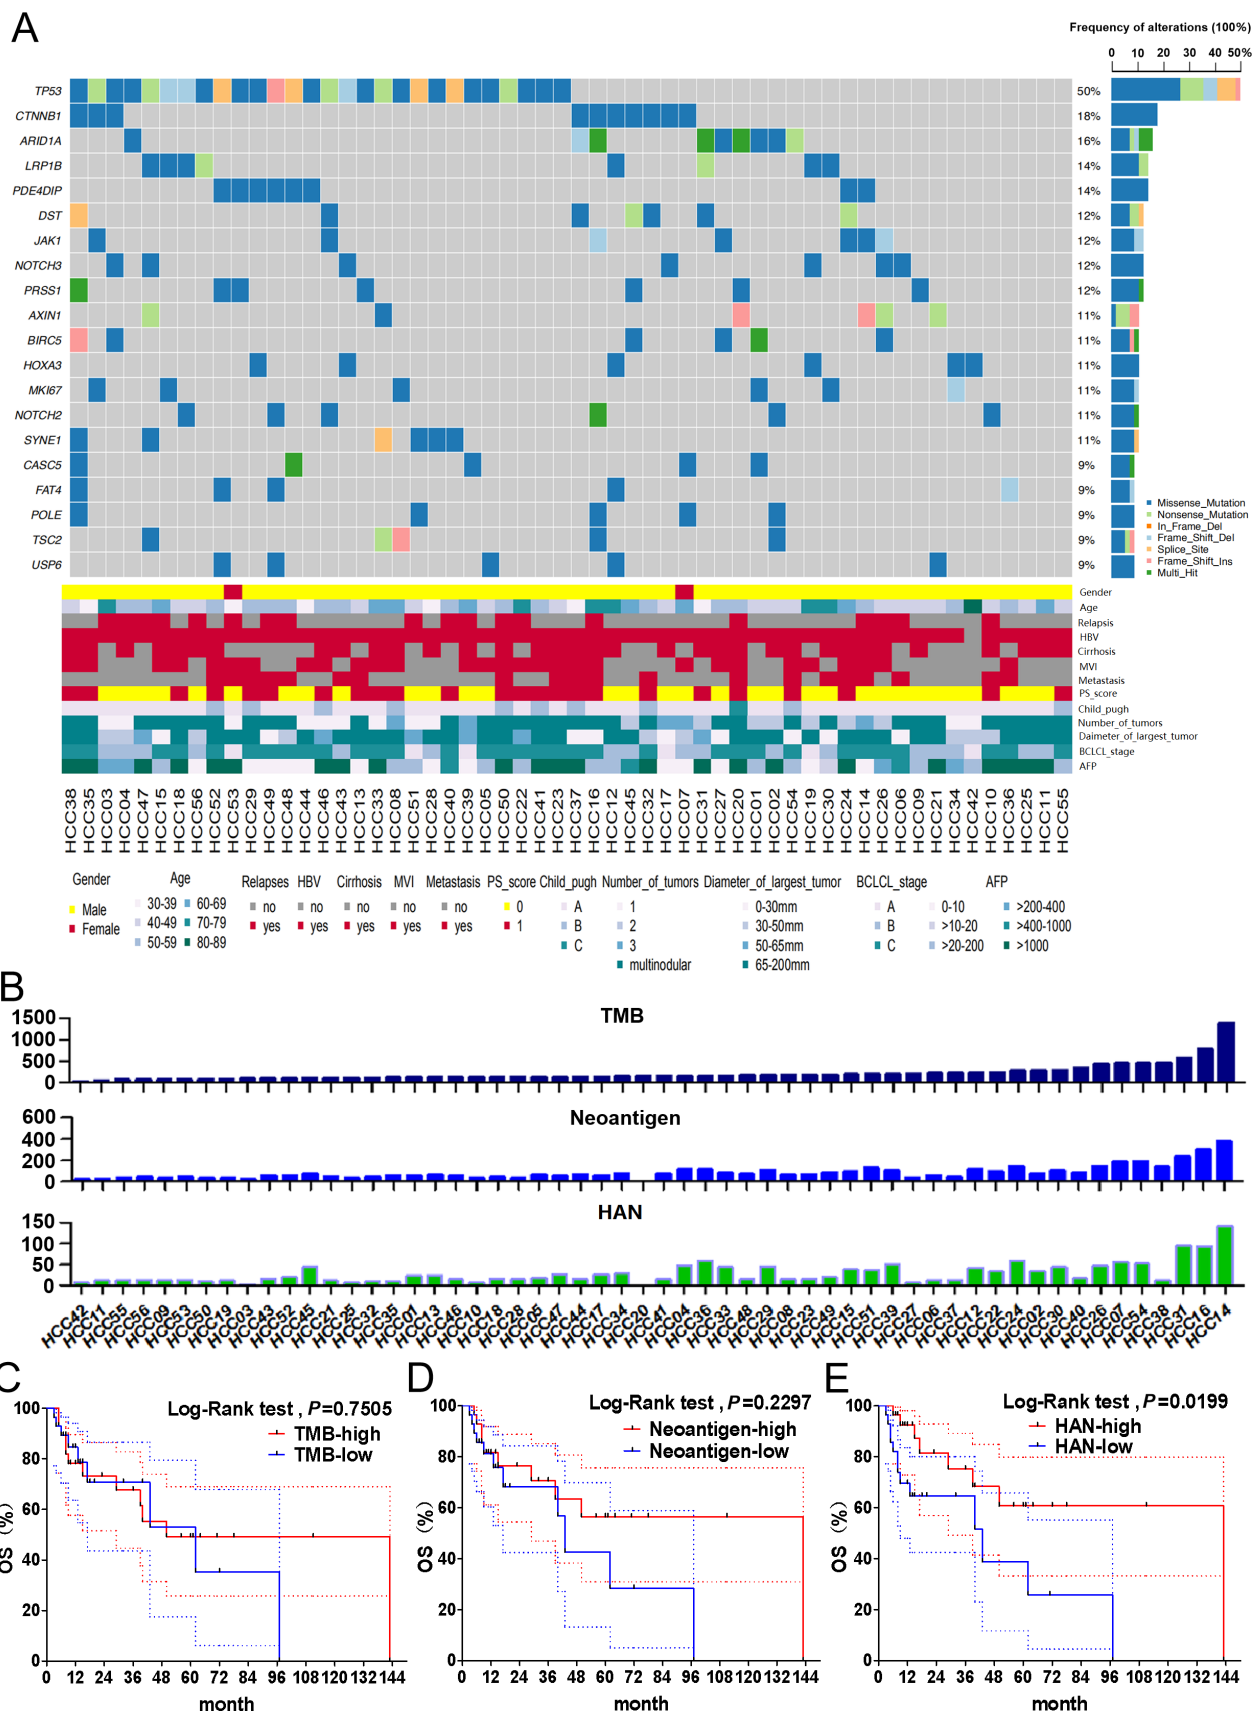 A
Frequency of alterations (100%)
0 10 20 30 40 50%
TP53 50%
CTNNB1 18%
ARID1A 16%
LRP1B 14%
PDE4DIP 14%
DST 12%
JAK1 12%
NOTCH3 12%
PRSS1 12%
AXIN1 11%
BIRC5 11%
HOXA3 11%
MKI67 11%
NOTCH2 11%
SYNE1 11%
CASC5 9%
FAT4 9%
POLE 9%
TSC2 9%
USP6 9%
Missense_Mutation
Nonsense_Mutation
In_Frame_Del
Frame_Shift_Del
Splice_Site
Frame_Shift_Ins
Multi_Hit
Gender
Age
Relapsis
HBV
Cirrhosis
MVI
Metastasis
PS_score
Child_pugh
Number_of_tumors
Daimeter_of_largest_tumor
BCLCL_stage
AFP
HCC38 HCC35 HCC03 HCC04 HCC47 HCC15 HCC18 HCC56 HCC52 HCC53 HCC29 HCC49 HCC48 HCC44 HCC46 HCC43 HCC13 HCC33 HCC08 HCC51 HCC28 HCC40 HCC39 HCC05 HCC50 HCC22 HCC41 HCC23 HCC37 HCC16 HCC12 HCC45 HCC32 HCC17 HCC07 HCC31 HCC27 HCC20 HCC01 HCC02 HCC54 HCC19 HCC30 HCC24 HCC14 HCC26 HCC06 HCC09 HCC21 HCC34 HCC42 HCC10 HCC36 HCC25 HCC11 HCC55
Gender Age Relapses HBV Cirrhosis MVI Metastasis PS_score Child_pugh Number_of_tumors Diameter_of_largest_tumor BCLCL_stage AFP
Male 30-39 60-69 no no no no no 0 A 1 0-30mm A 0-10 >200-400
Female 40-49 70-79 yes yes yes yes yes 1 B 2 30-50mm B >10-20 >400-1000
50-59 80-89 C 3 50-65mm C >20-200 >1000
multinodular 65-200mm
B
TMB
1500
1000
500
0
Neoantigen
600
400
200
0
HAN
150
100
50
0
HCC42 HCC11 HCC55 HCC56 HCC09 HCC53 HCC50 HCC19 HCC03 HCC43 HCC52 HCC45 HCC21 HCC25 HCC32 HCC35 HCC01 HCC13 HCC46 HCC10 HCC18 HCC28 HCC05 HCC47 HCC44 HCC17 HCC34 HCC20 HCC41 HCC04 HCC36 HCC33 HCC48 HCC29 HCC08 HCC23 HCC49 HCC15 HCC51 HCC39 HCC27 HCC06 HCC37 HCC12 HCC22 HCC24 HCC02 HCC30 HCC40 HCC26 HCC07 HCC54 HCC38 HCC31 HCC16 HCC14
C
Log-Rank test , P=0.7505
TMB-high
TMB-low
OS (%)
100
80
60
40
20
0
0 12 24 36 48 60 72 84 96 108 120 132 144
month
D
Log-Rank test , P=0.2297
Neoantigen-high
Neoantigen-low
OS (%)
100
80
60
40
20
0
0 12 24 36 48 60 72 84 96 108 120 132 144
month
E
Log-Rank test , P=0.0199
HAN-high
HAN-low
OS (%)
100
80
60
40
20
0
0 12 24 36 48 60 72 84 96 108 120 132 144
month